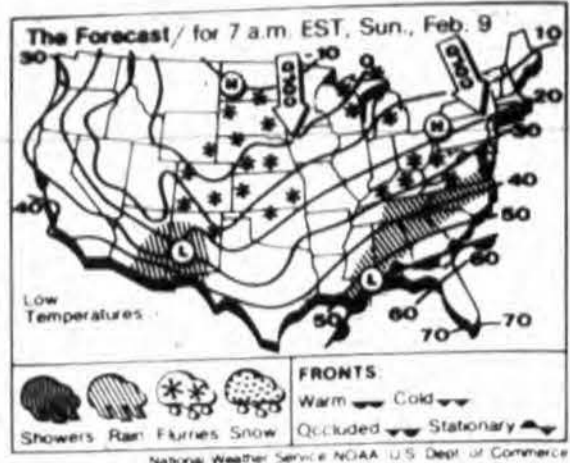 The Forecast / for 7 a.m. EST, Sun., Feb. 9
30
-10
0
10
COLD
COLD
H
20
H
30
40
40
50
L
L
60
Low
Temperatures
50
60
70
70
FRONTS:
Warm Cold
Showers Rain Flurries Snow
Occluded Stationary
National Weather Service NOAA U.S. Dept. of Commerce